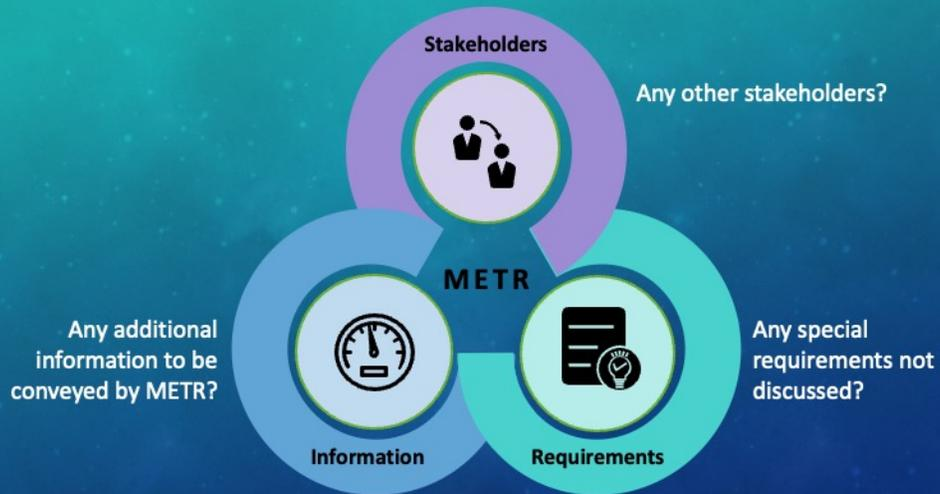 Stakeholders
Any other stakeholders?
METR
Any additional
information to be
conveyed by METR?
Any special
requirements not
discussed?
Information
Requirements